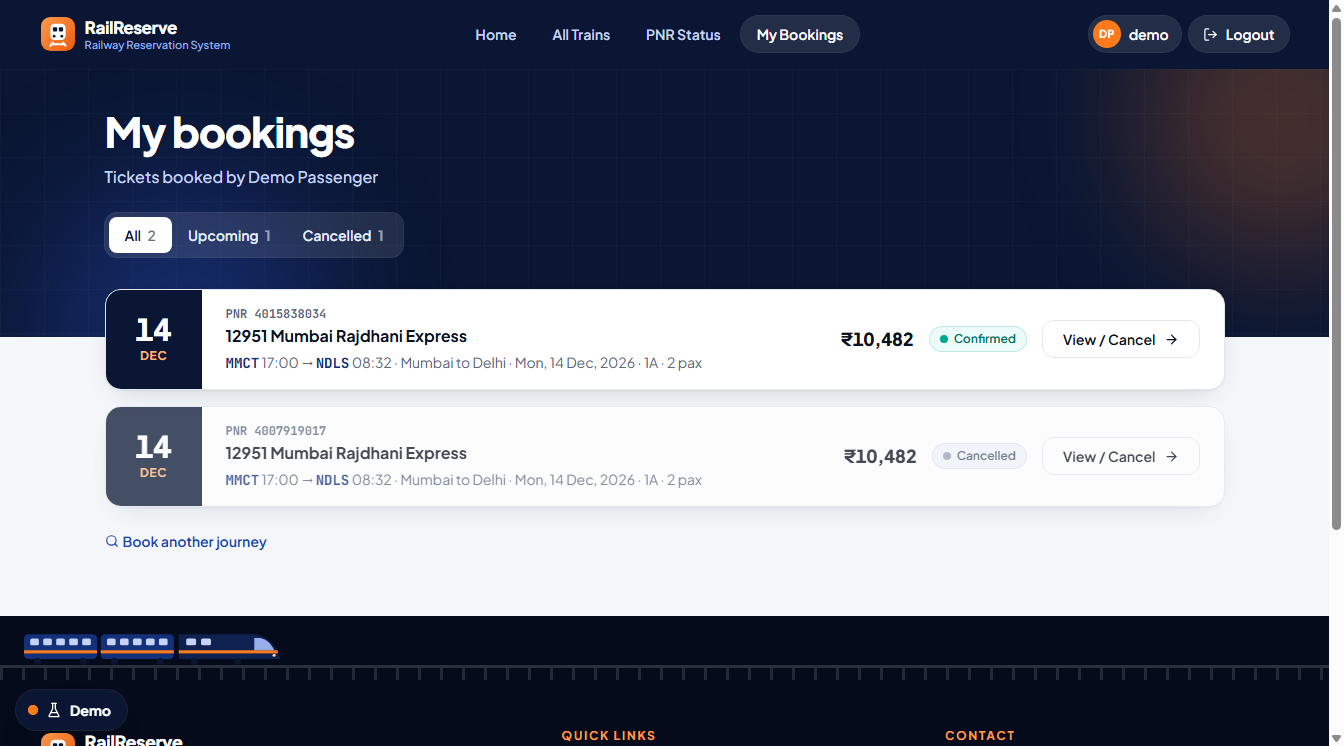 RailReserve
Railway Reservation System
Home
All Trains
PNR Status
My Bookings
DP demo
Logout
My bookings
Tickets booked by Demo Passenger
All 2
Upcoming 1
Cancelled 1
14
DEC
PNR 4015838034
12951 Mumbai Rajdhani Express
MMCT 17:00 → NDLS 08:32 · Mumbai to Delhi · Mon, 14 Dec, 2026 · 1A · 2 pax
₹10,482
Confirmed
View / Cancel →
14
DEC
PNR 4007919017
12951 Mumbai Rajdhani Express
MMCT 17:00 → NDLS 08:32 · Mumbai to Delhi · Mon, 14 Dec, 2026 · 1A · 2 pax
₹10,482
Cancelled
View / Cancel →
Book another journey
Demo
RailReserve
QUICK LINKS
CONTACT